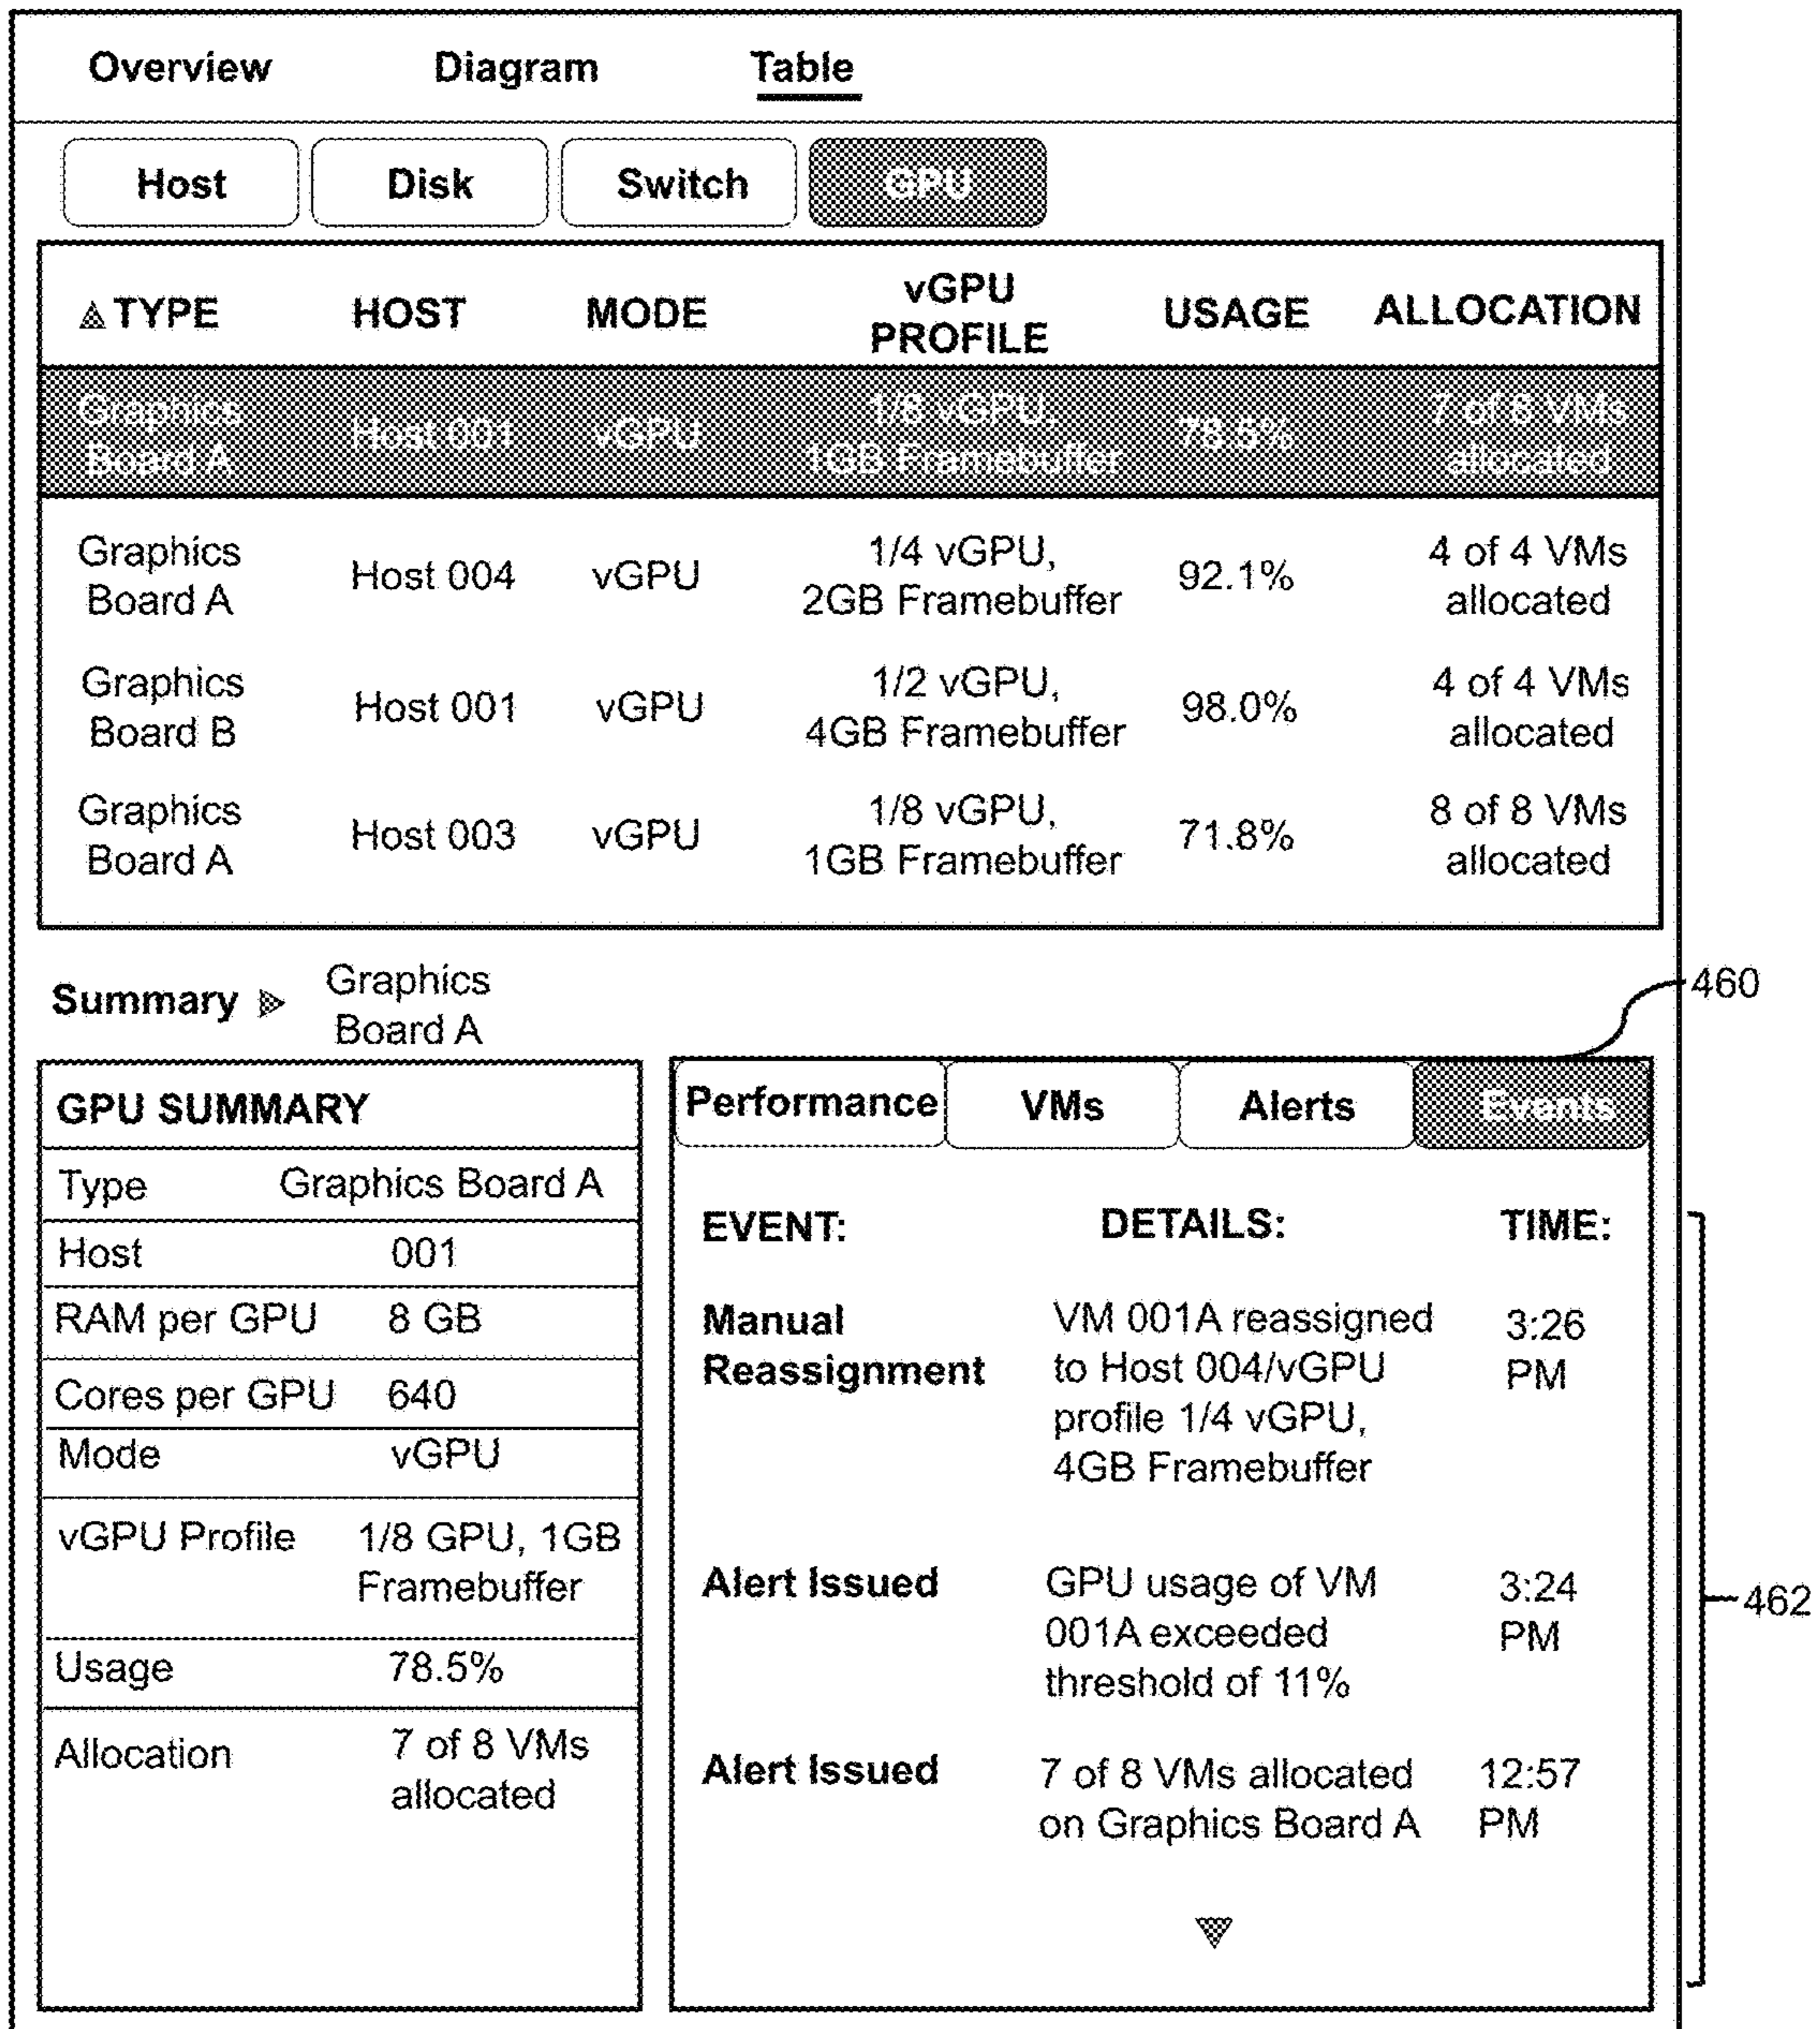 Overview Diagram Table
Host Disk Switch GPU
TYPE HOST MODE vGPU PROFILE USAGE ALLOCATION
Graphics Board A Host 001 vGPU 1/8 vGPU, 1GB Framebuffer 78.5% 7 of 8 VMs allocated
Graphics Board A Host 004 vGPU 1/4 vGPU, 2GB Framebuffer 92.1% 4 of 4 VMs allocated
Graphics Board B Host 001 vGPU 1/2 vGPU, 4GB Framebuffer 98.0% 4 of 4 VMs allocated
Graphics Board A Host 003 vGPU 1/8 vGPU, 1GB Framebuffer 71.8% 8 of 8 VMs allocated
Summary Graphics Board A
460
GPU SUMMARY
Type Graphics Board A
Host 001
RAM per GPU 8 GB
Cores per GPU 640
Mode vGPU
vGPU Profile 1/8 GPU, 1GB
Framebuffer
Usage 78.5%
Allocation 7 of 8 VMs
allocated
Performance VMs Alerts Events
EVENT: DETAILS: TIME:
Manual Reassignment VM 001A reassigned to Host 004/vGPU profile 1/4 vGPU, 4GB Framebuffer 3:26 PM
Alert Issued GPU usage of VM 001A exceeded threshold of 11% 3:24 PM
Alert Issued 7 of 8 VMs allocated on Graphics Board A 12:57 PM
462